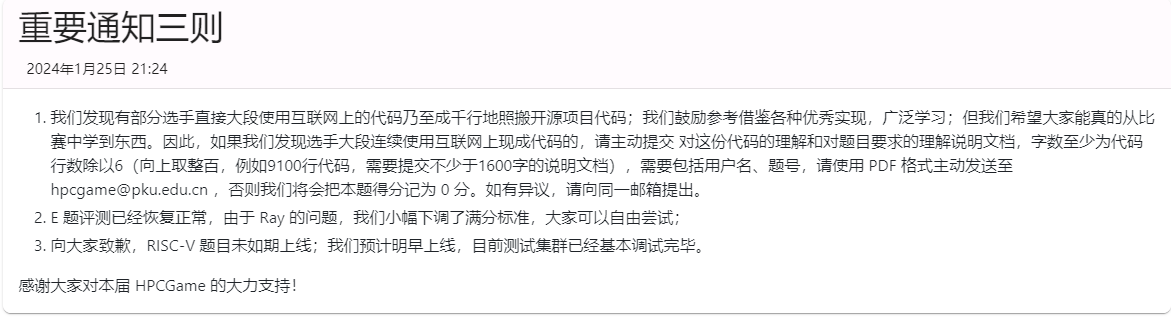 重要通知三则
2024年1月25日 21:24
1. 我们发现有部分选手直接大段使用互联网上的代码乃至成千行地照搬开源项目代码；我们鼓励参考借鉴各种优秀实现，广泛学习；但我们希望大家能真的从比
赛中学到东西。因此，如果我们发现选手大段连续使用互联网上现成代码的，请主动提交 对这份代码的理解和对题目要求的理解说明文档，字数至少为代码
行数除以6（向上取整百，例如9100行代码，需要提交不少于1600字的说明文档），需要包括用户名、题号，请使用 PDF 格式主动发送至
hpcgame@pku.edu.cn ，否则我们将会把本题得分记为 0 分。如有异议，请向同一邮箱提出。
2. E 题评测已经恢复正常，由于 Ray 的问题，我们小幅下调了满分标准，大家可以自由尝试；
3. 向大家致歉，RISC-V 题目未如期上线；我们预计明早上线，目前测试集群已经基本调试完毕。
感谢大家对本届 HPCGame 的大力支持！